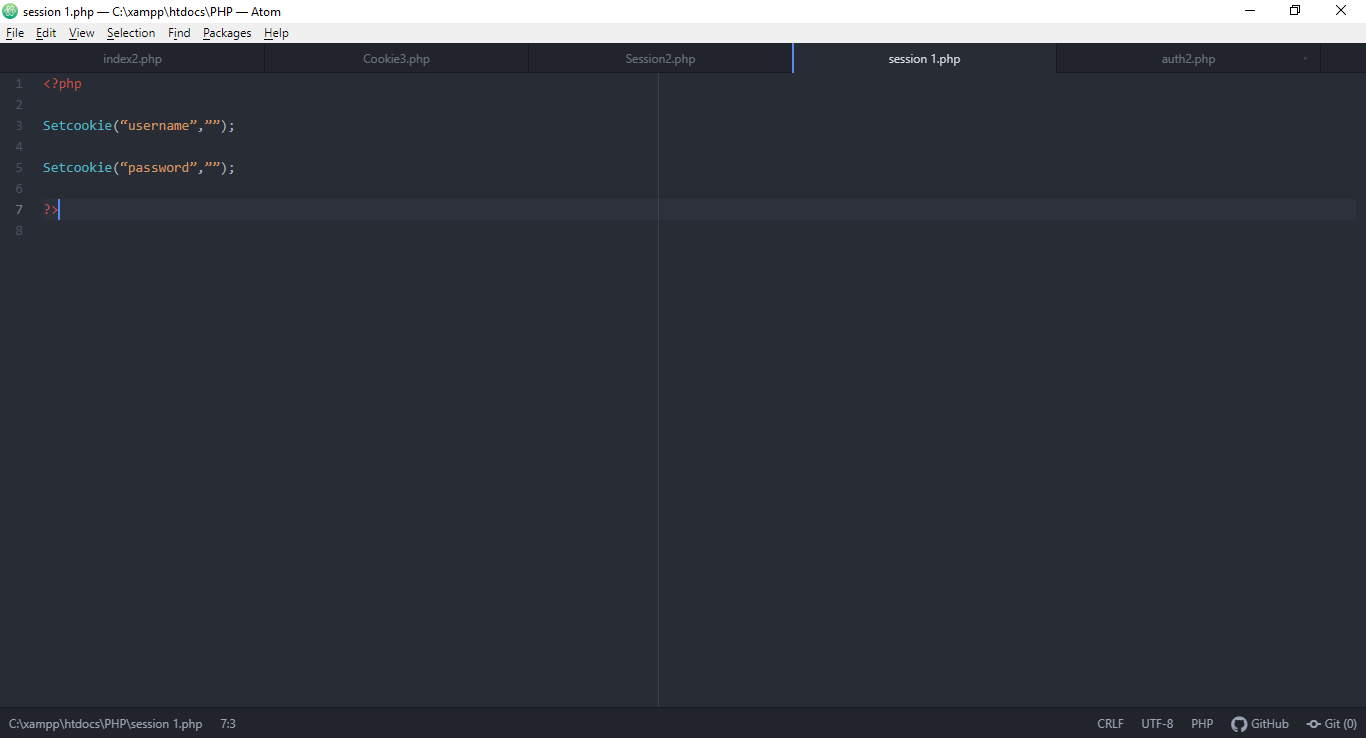 session 1.php — C:\xampp\htdocs\PHP — Atom
File Edit View Selection Find Packages Help
index2.php Cookie3.php Session2.php session 1.php auth2.php
1 <?php
2
3 Setcookie(“username”,””);
4
5 Setcookie(“password”,””);
6
7 ?>
8
C:\xampp\htdocs\PHP\session 1.php 7:3 CRLF UTF-8 PHP GitHub Git (0)